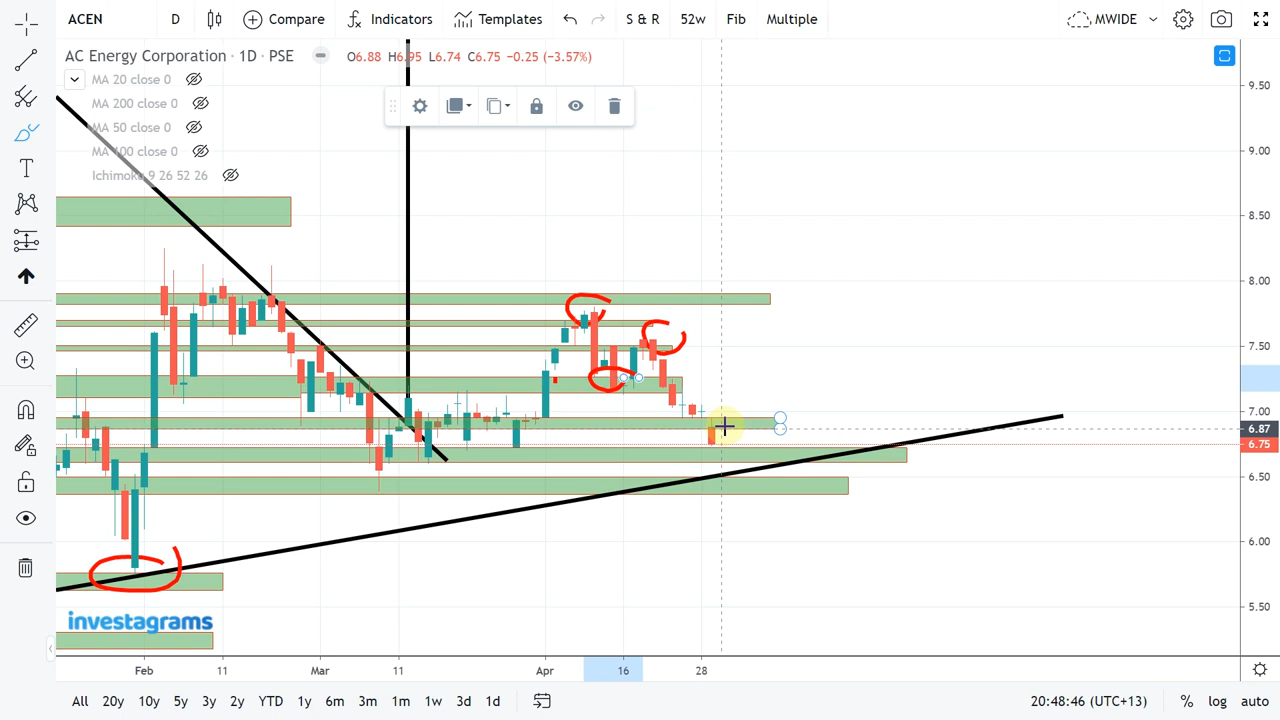 ACEN D Compare Indicators Templates S & R 52w Fib Multiple MWIDE
AC Energy Corporation · 1D · PSE O6.88 H6.95 L6.74 C6.75 −0.25 (−3.57%)
MA 20 close 0
MA 200 close 0
MA 50 close 0
MA 100 close 0
Ichimoku 9 26 52 26
9.50
9.00
8.50
8.00
7.50
7.00
6.87
6.75
6.50
6.00
5.50
investagrams
Feb 11 Mar 11 Apr 16 28
All 20y 10y 5y 3y 2y YTD 1y 6m 3m 1m 1w 3d 1d 20:48:46 (UTC+13) % log auto